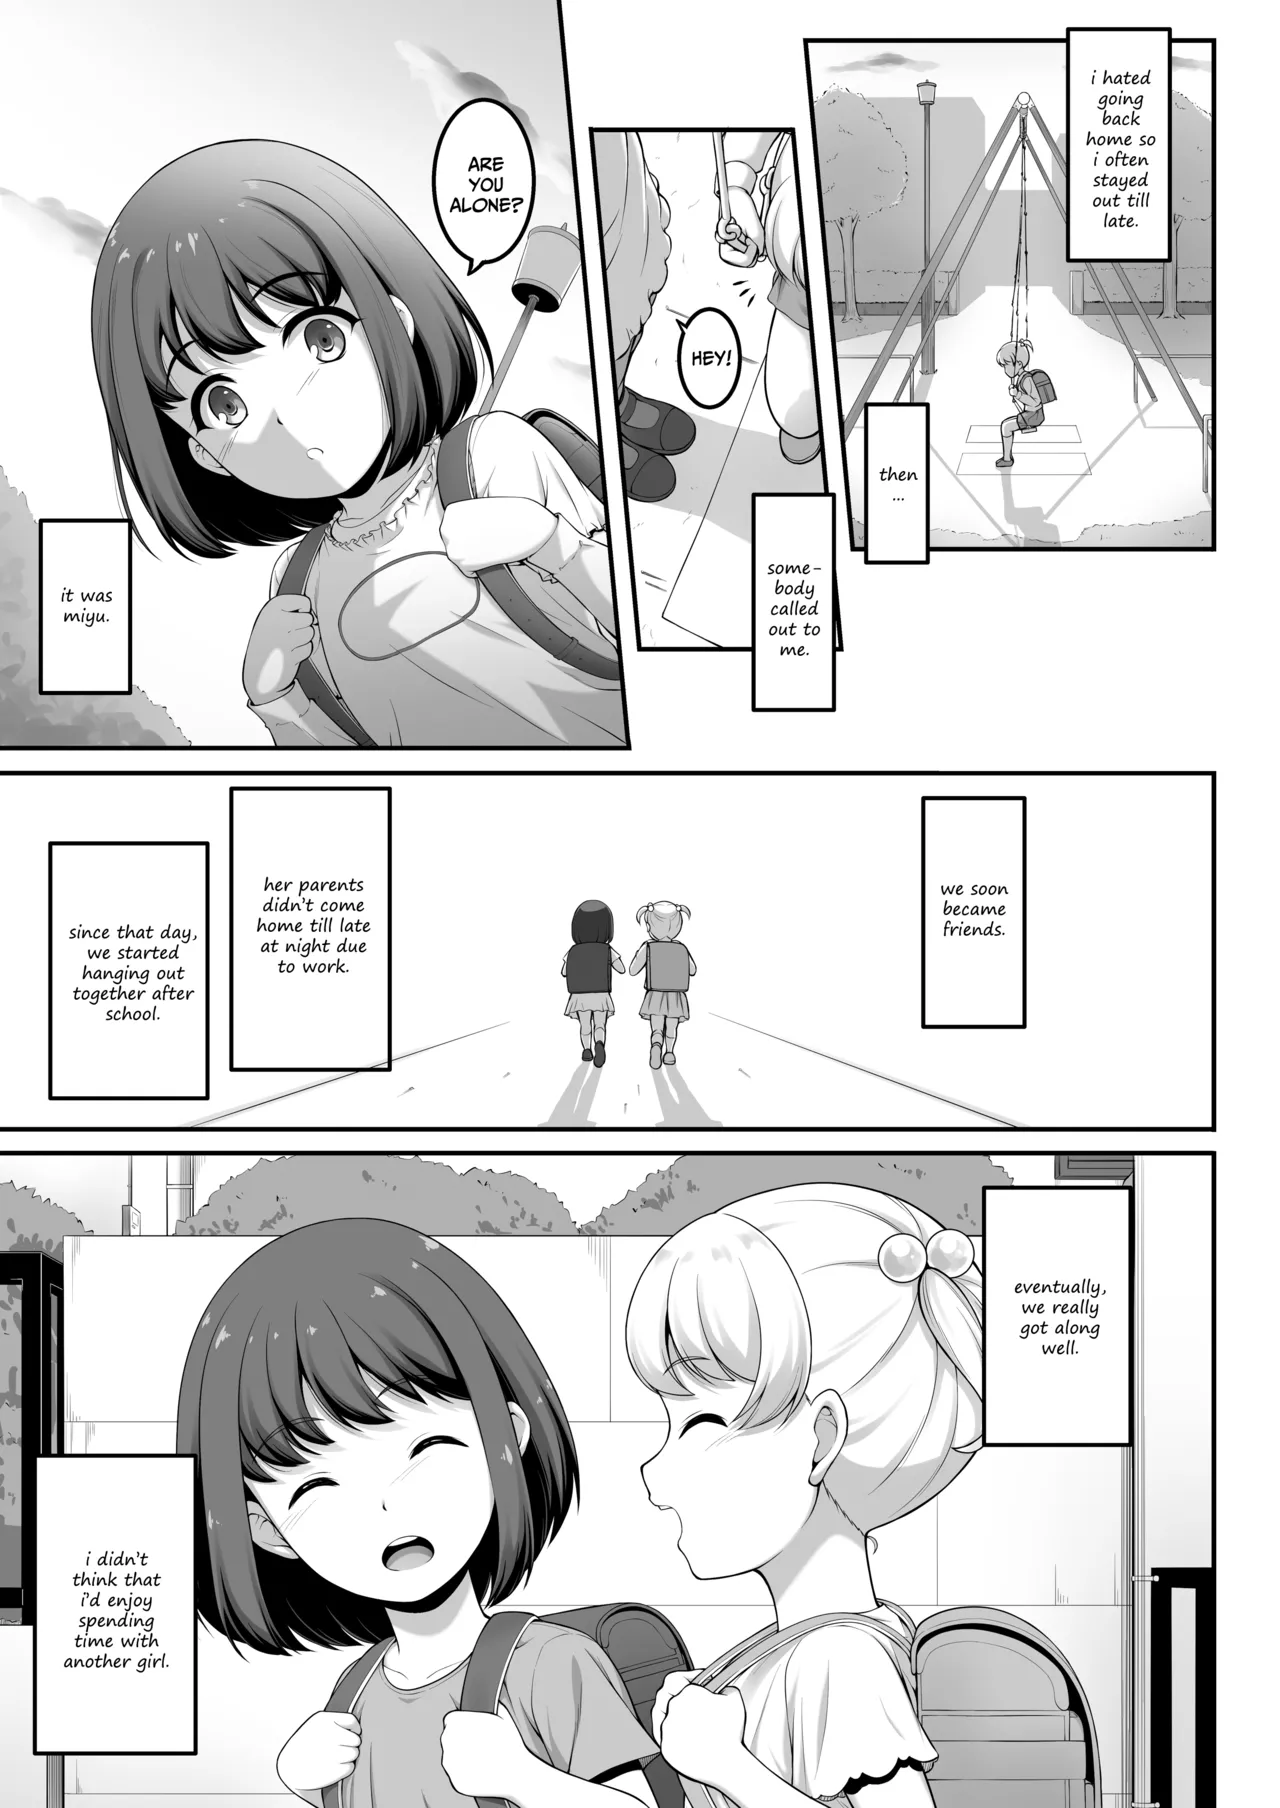 i hated
going
back
home so
i often
stayed
out till
late.
then
...
HEY!
some-
body
called
out to
me.
ARE
YOU
ALONE?
it was
miyu.
we soon
became
friends.
her parents
didn't come
home till late
at night due
to work.
since that day,
we started
hanging out
together after
school.
eventually,
we really
got along
well.
i didn't
think that
i'd enjoy
spending
time with
another girl.